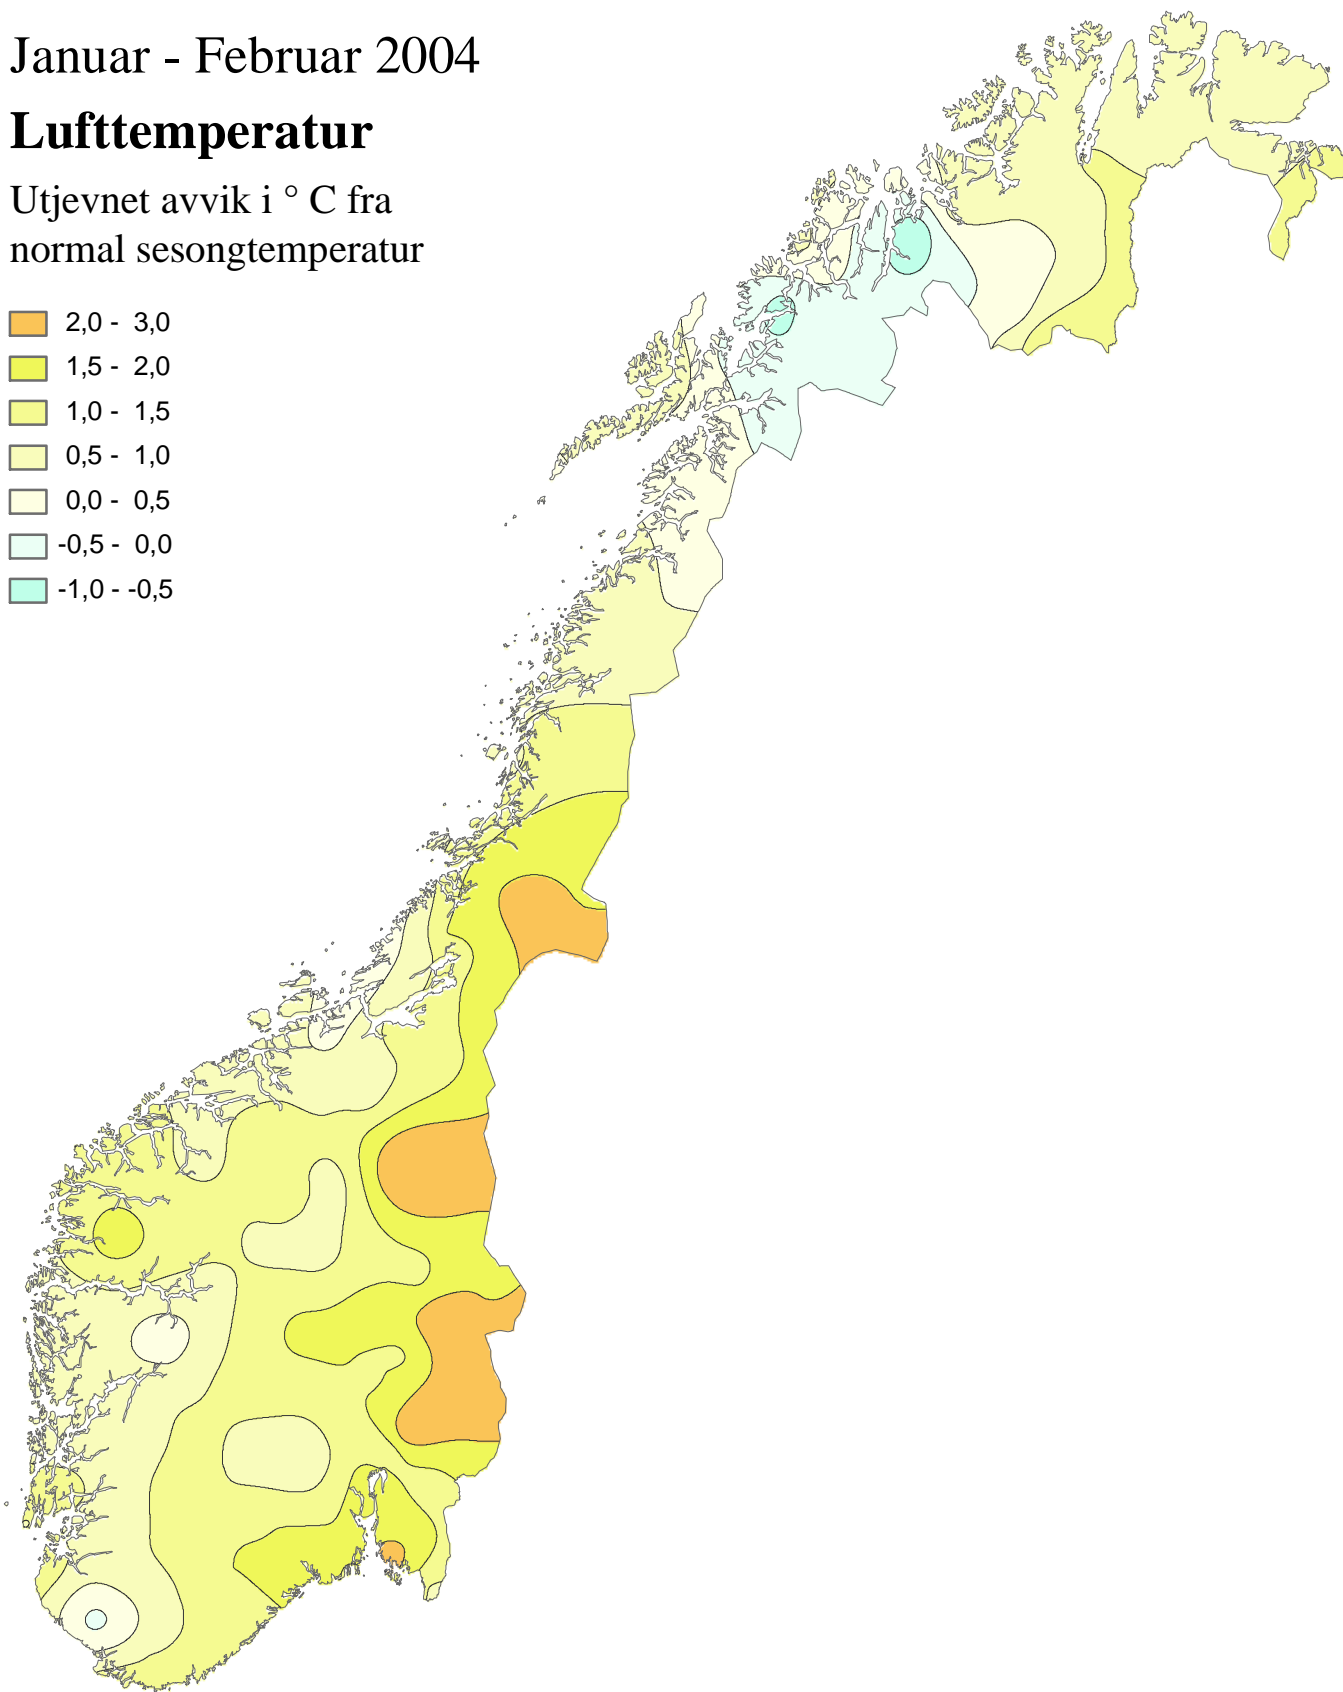 Januar - Februar 2004
Lufttemperatur
Utjevnet avvik i ° C fra
normal sesongtemperatur
2,0 - 3,0
1,5 - 2,0
1,0 - 1,5
0,5 - 1,0
0,0 - 0,5
-0,5 - 0,0
-1,0 - -0,5